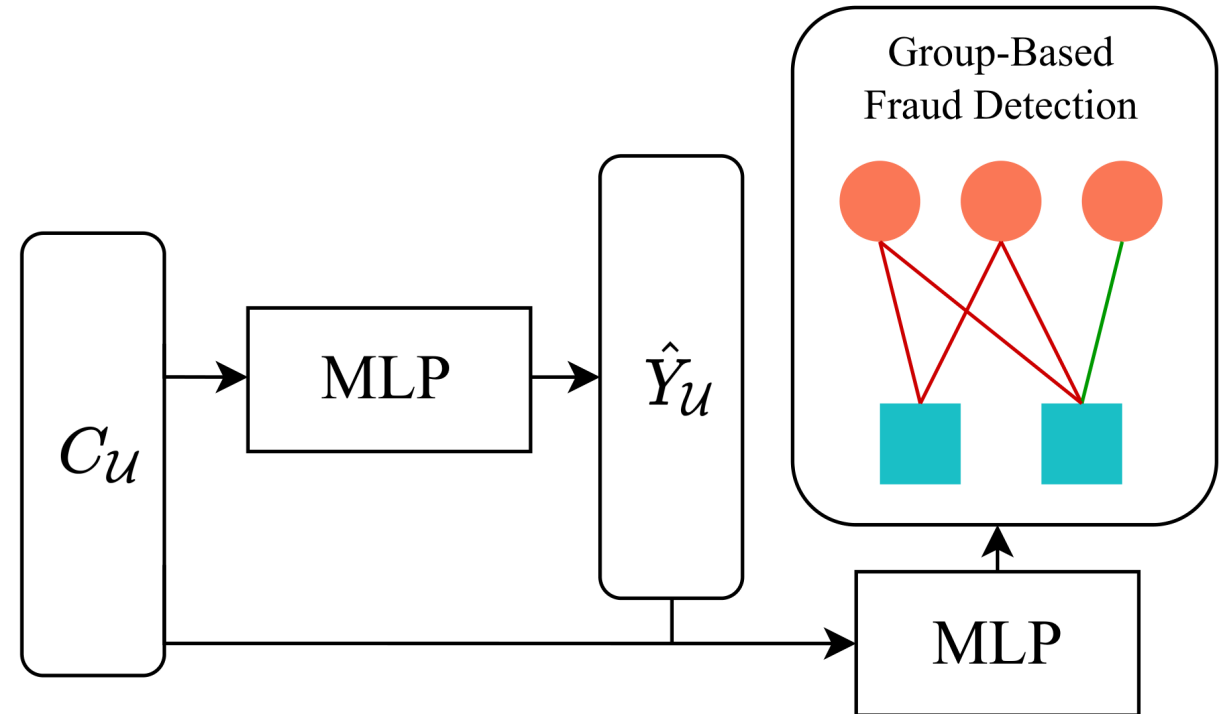 Group-Based
Fraud Detection
C𝒰
MLP
Ŷ𝒰
MLP